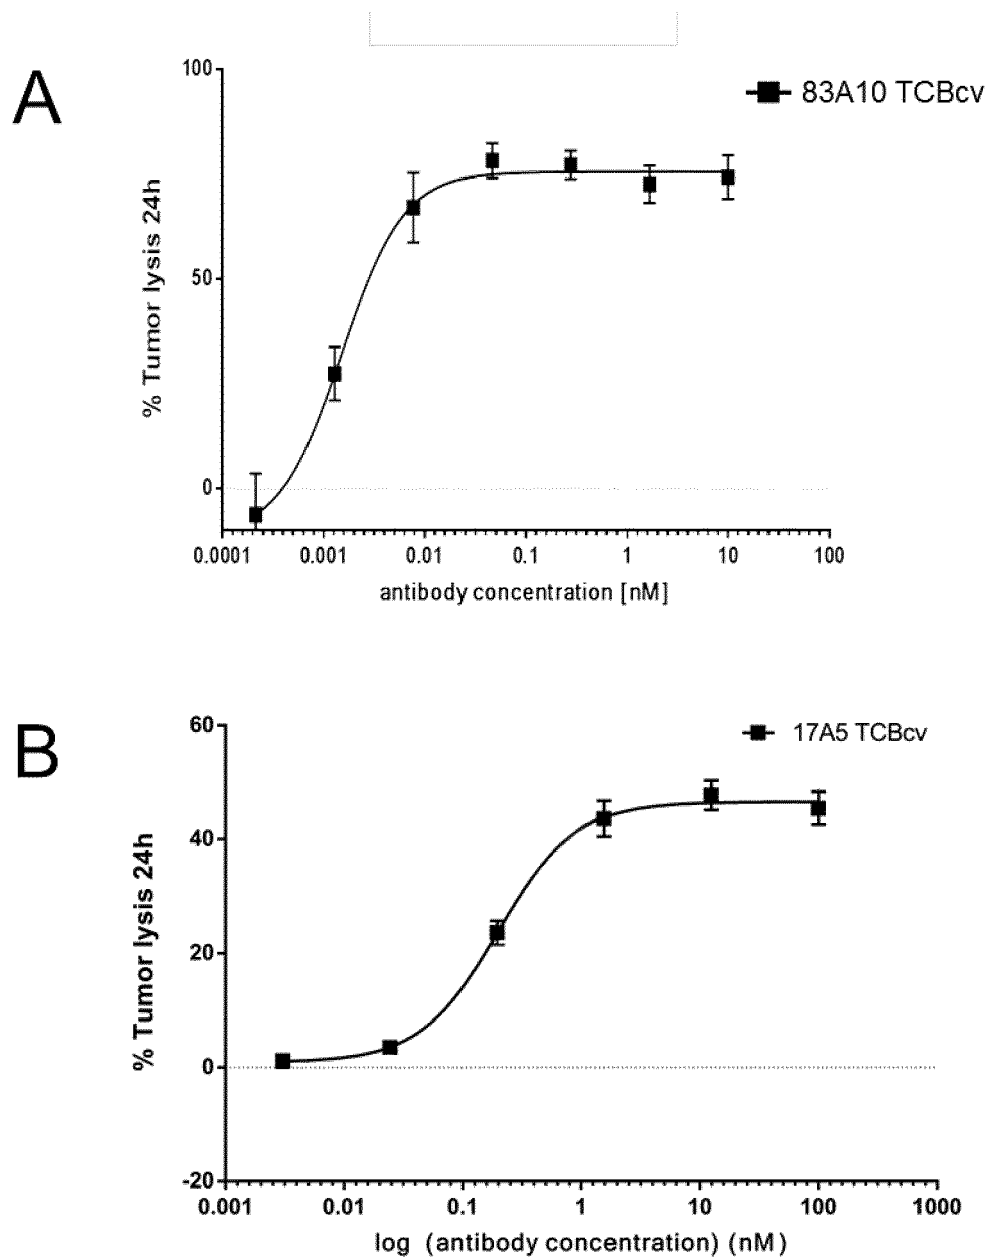 A
83A10 TCBcv
100
50
0
% Tumor lysis 24h
0.0001 0.001 0.01 0.1 1 10 100
antibody concentration [nM]
B
17A5 TCBcv
60
40
20
0
-20
% Tumor lysis 24h
0.001 0.01 0.1 1 10 100 1000
log (antibody concentration) (nM)